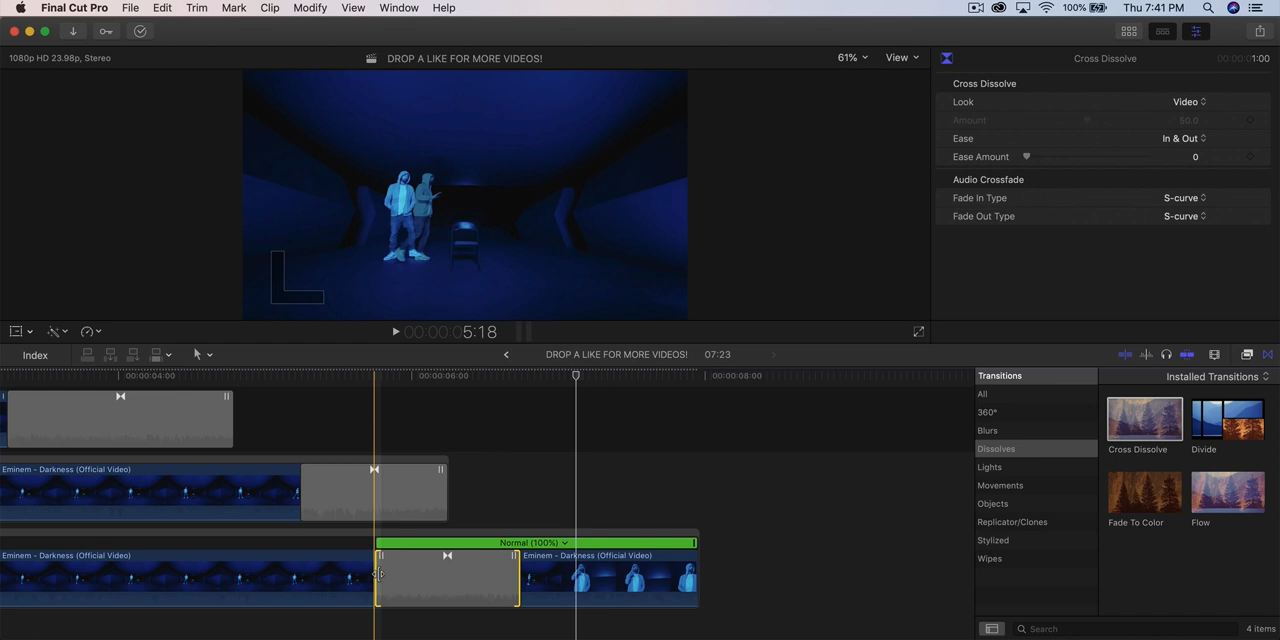 Final Cut Pro File Edit Trim Mark Clip Modify View Window Help 100% Thu 7:41 PM
1080p HD 23.98p, Stereo
DROP A LIKE FOR MORE VIDEOS!
61% View
Cross Dissolve 00:00:01:00
Cross Dissolve
Look Video
Amount 50.0
Ease In & Out
Ease Amount 0
Audio Crossfade
Fade In Type S-curve
Fade Out Type S-curve
00:00:05:18
Index
DROP A LIKE FOR MORE VIDEOS! 07:23
00:00:04:00 00:00:06:00 00:00:08:00
Eminem - Darkness (Official Video)
Normal (100%)
Eminem - Darkness (Official Video) Eminem - Darkness (Official Video)
Transitions
Installed Transitions
All
360°
Blurs
Dissolves
Lights
Movements
Objects
Replicator/Clones
Stylized
Wipes
Cross Dissolve
Divide
Fade To Color
Flow
Search
4 items